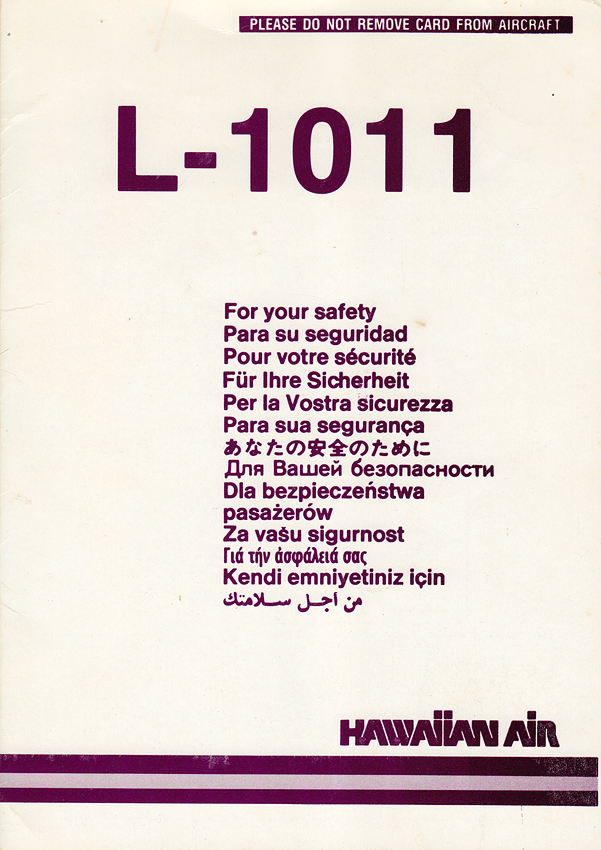 PLEASE DO NOT REMOVE CARD FROM AIRCRAFT
L-1011
For your safety
Para su seguridad
Pour votre sécurité
Für Ihre Sicherheit
Per la Vostra sicurezza
Para sua segurança
あなたの安全のために
Для Вашей безопасности
Dla bezpieczeństwa
pasażerów
Za vašu sigurnost
Γιά τήν ἀσφάλειά σας
Kendi emniyetiniz için
من اجل سلامتك
HAWAIIAN AIR